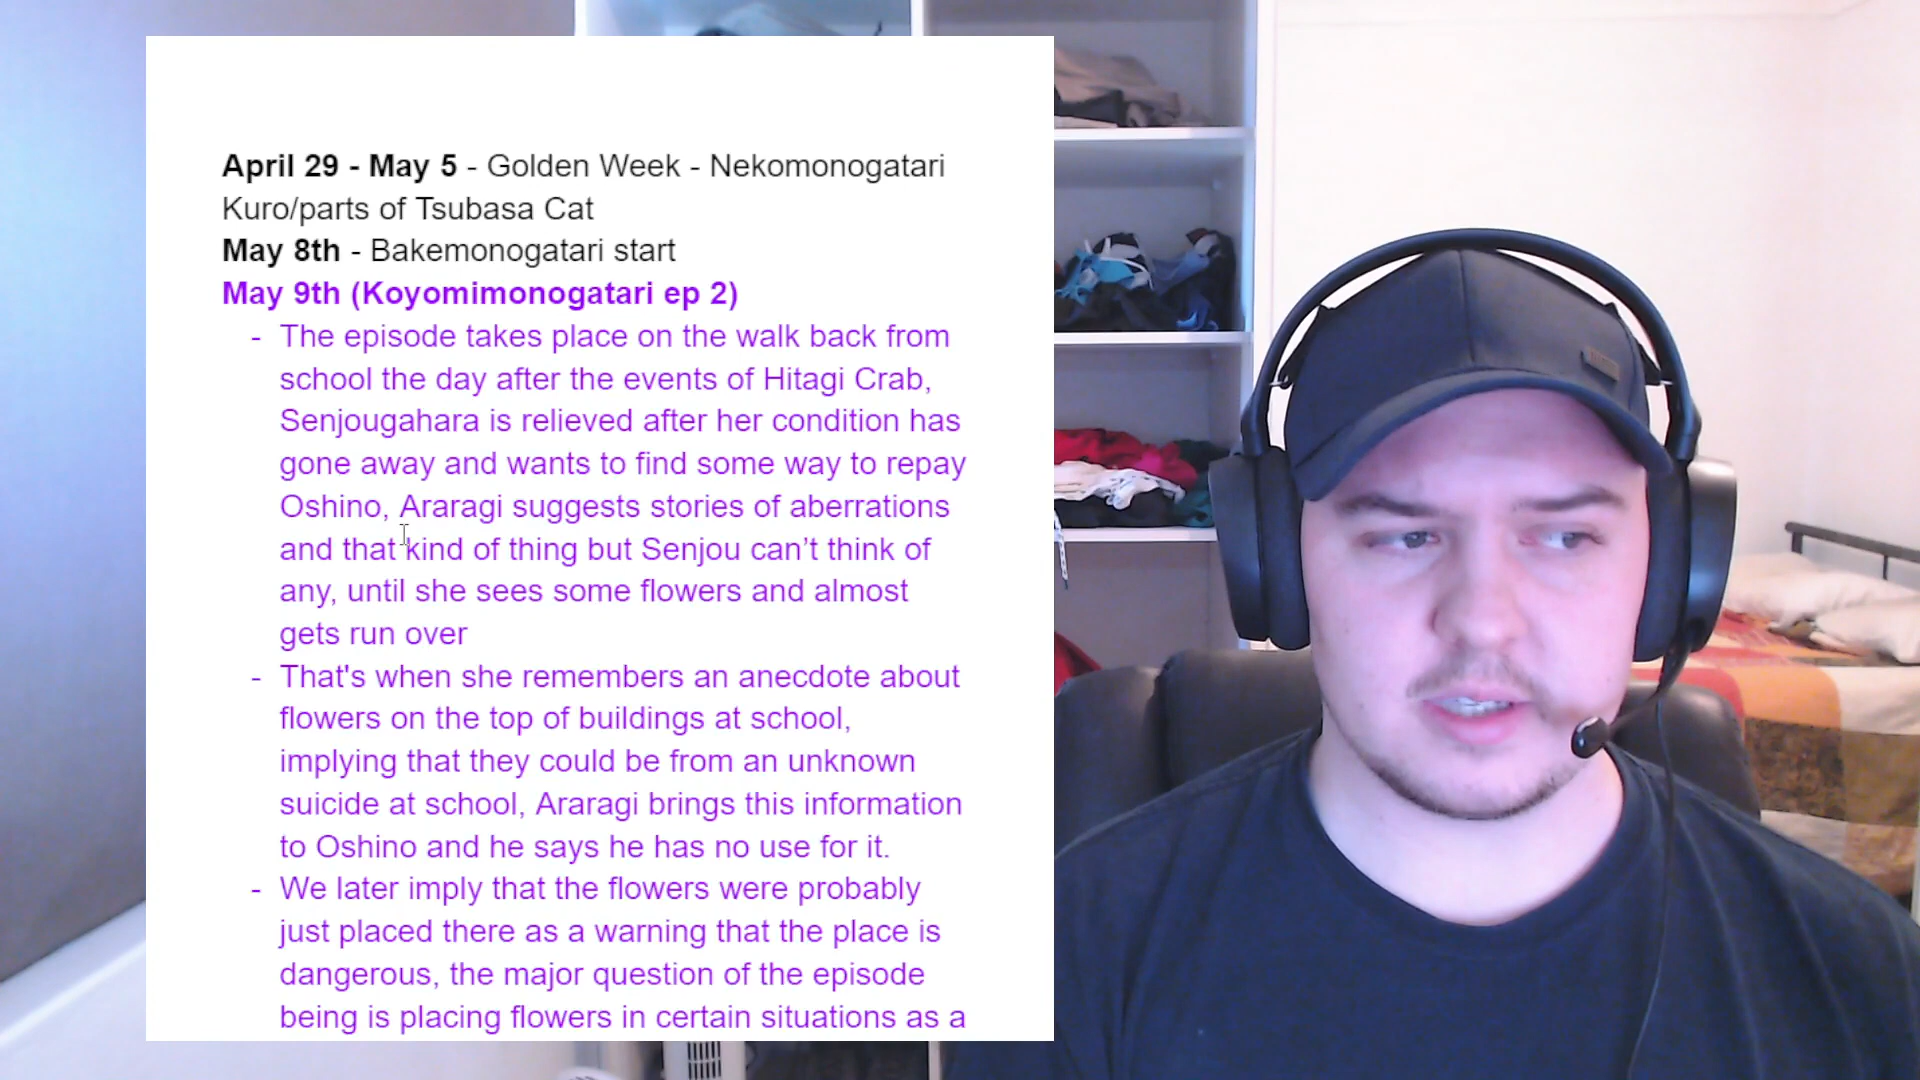 April 29 - May 5 - Golden Week - Nekomonogatari
Kuro/parts of Tsubasa Cat
May 8th - Bakemonogatari start
May 9th (Koyomimonogatari ep 2)
- The episode takes place on the walk back from
school the day after the events of Hitagi Crab,
Senjougahara is relieved after her condition has
gone away and wants to find some way to repay
Oshino, Araragi suggests stories of aberrations
and that kind of thing but Senjou can’t think of
any, until she sees some flowers and almost
gets run over
- That's when she remembers an anecdote about
flowers on the top of buildings at school,
implying that they could be from an unknown
suicide at school, Araragi brings this information
to Oshino and he says he has no use for it.
- We later imply that the flowers were probably
just placed there as a warning that the place is
dangerous, the major question of the episode
being is placing flowers in certain situations as a